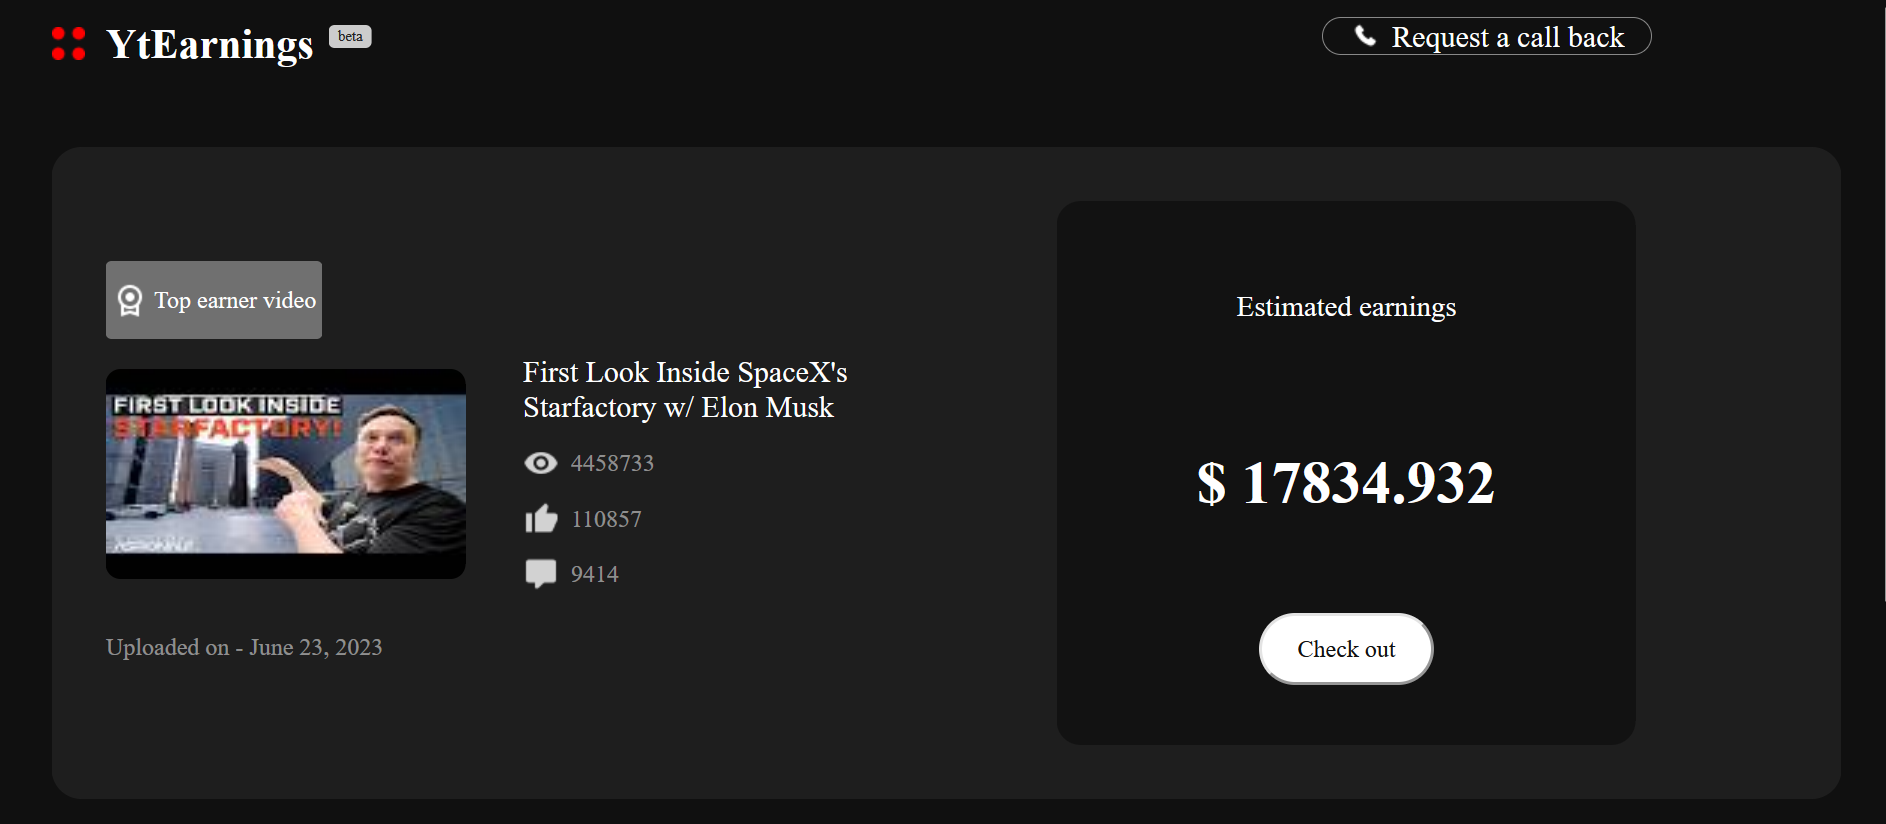 YtEarnings beta
Request a call back
Top earner video
FIRST LOOK INSIDE
STARFACTORY!
First Look Inside SpaceX's
Starfactory w/ Elon Musk
4458733
110857
9414
Uploaded on - June 23, 2023
Estimated earnings
$ 17834.932
Check out